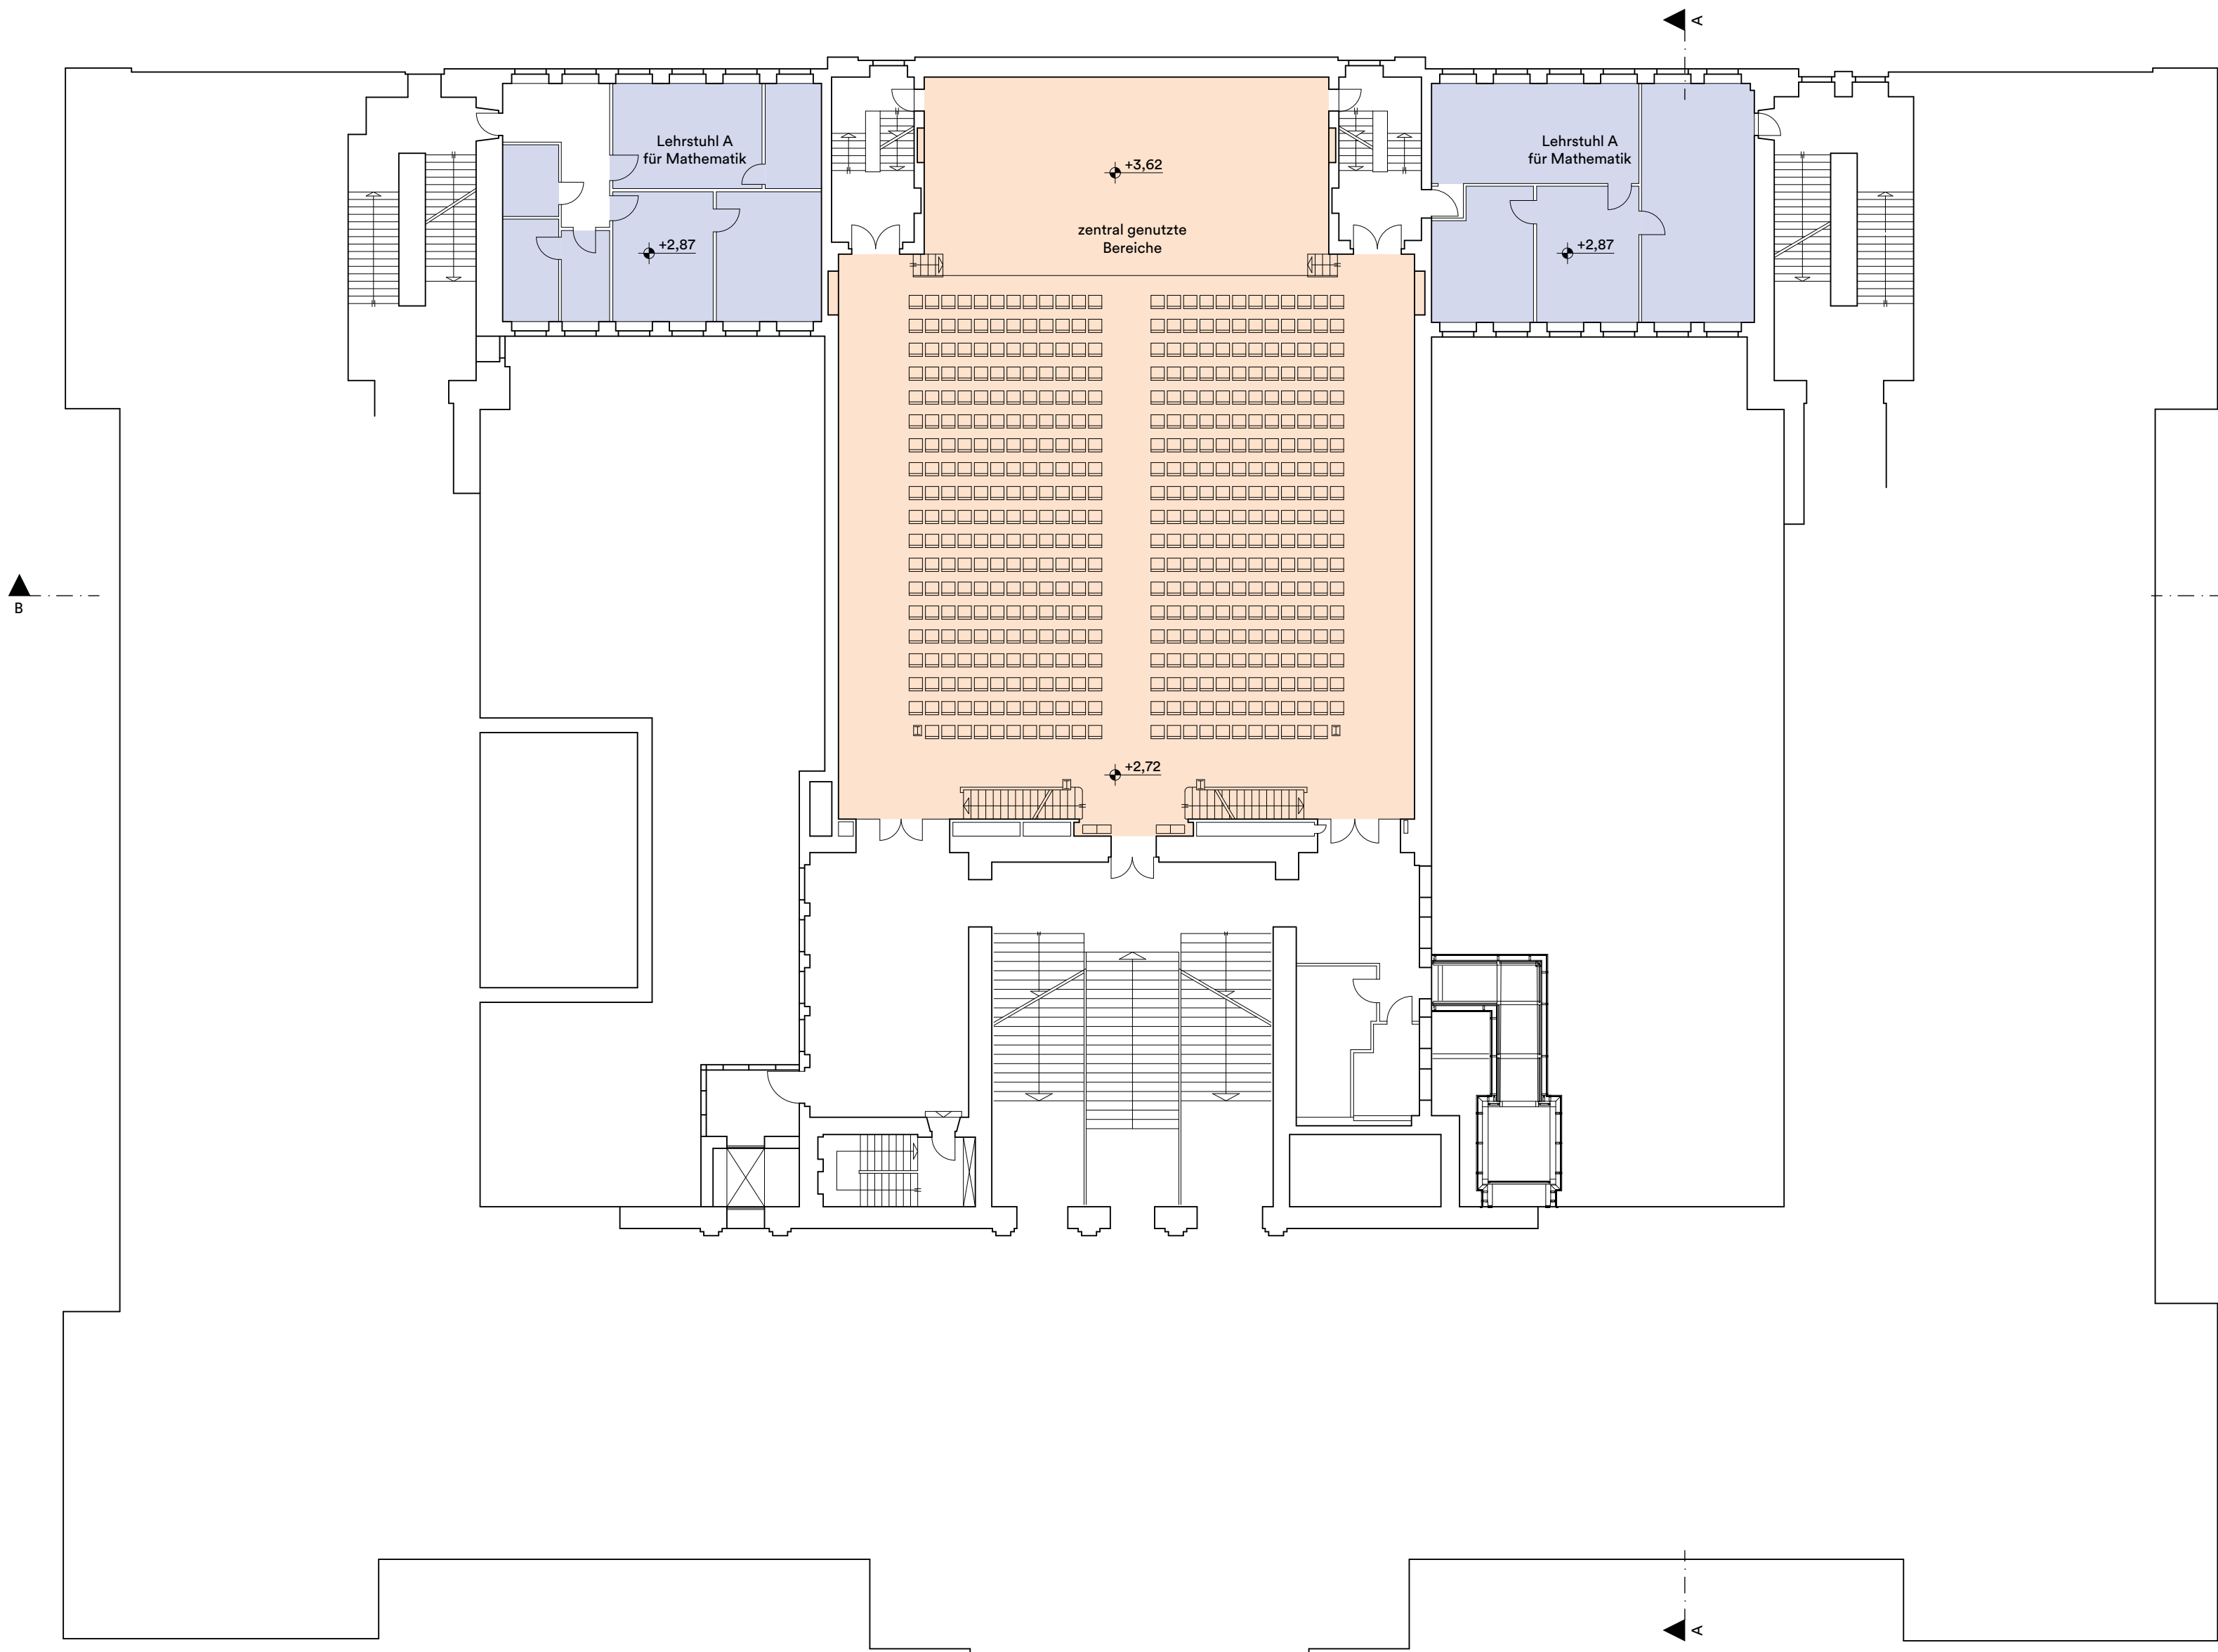 A
Lehrstuhl A
für Mathematik
+2,87
+3,62
zentral genutzte
Bereiche
Lehrstuhl A
für Mathematik
+2,87
B
+2,72
A